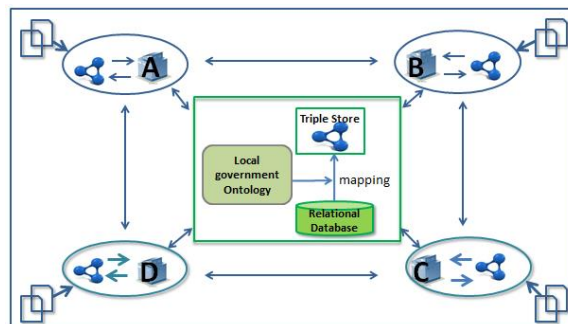 A
B
Triple Store
Local
government
Ontology
mapping
Relational
Database
D
C